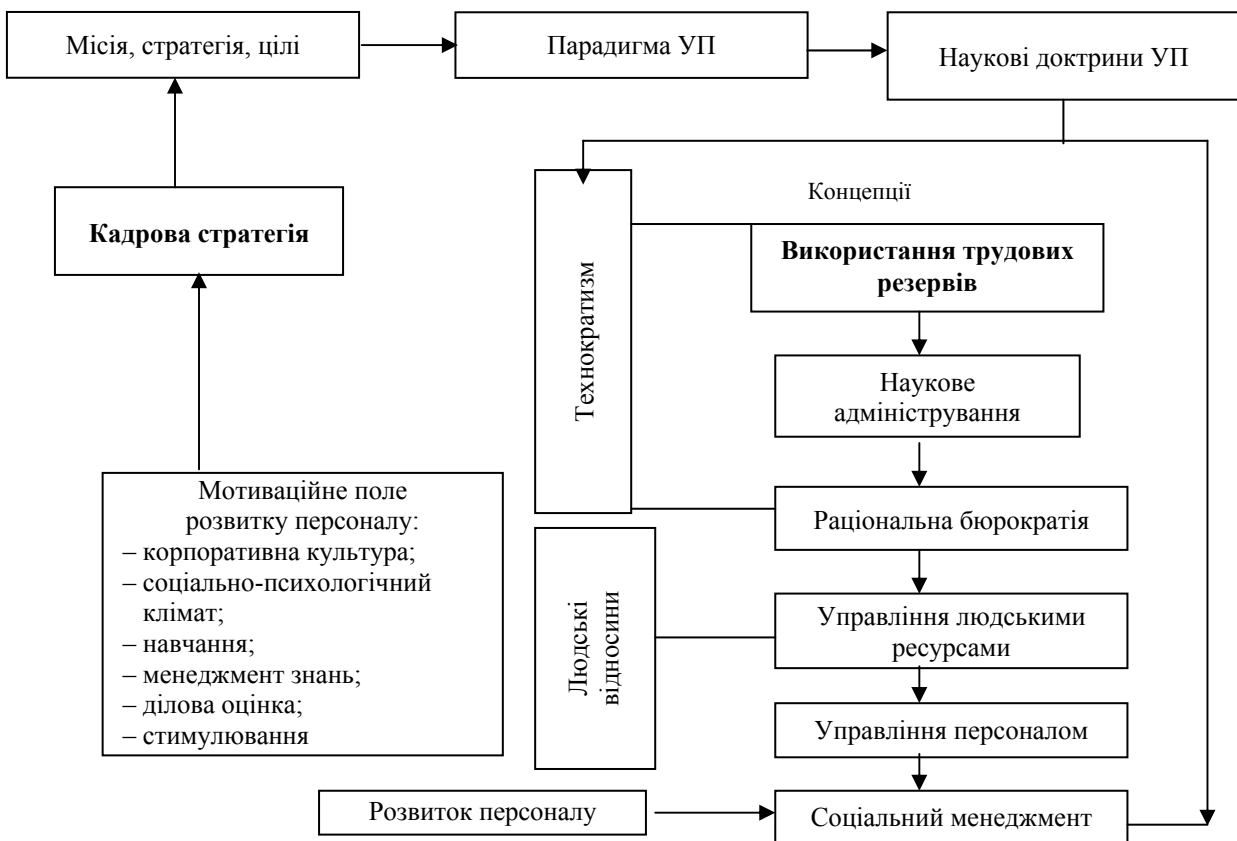 Місія, стратегія, цілі
Парадигма УП
Наукові доктрини УП
Кадрова стратегія
Мотиваційне поле
розвитку персоналу:
– корпоративна культура;
– соціально-психологічний
клімат;
– навчання;
– менеджмент знань;
– ділова оцінка;
– стимулювання
Технократизм
Концепції
Використання трудових
резервів
Наукове
адміністрування
Раціональна бюрократія
Людські
відносини
Управління людськими
ресурсами
Управління персоналом
Розвиток персоналу
Соціальний менеджмент